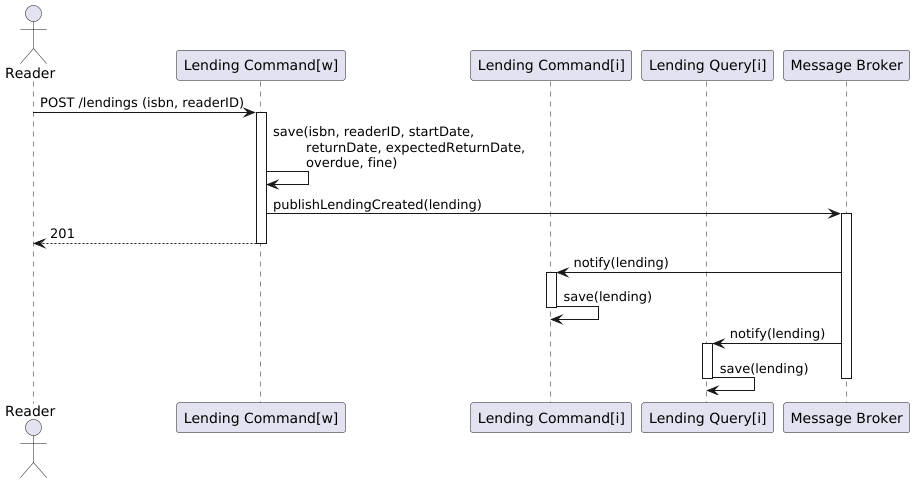 Reader
Lending Command[w]
Lending Command[i]
Lending Query[i]
Message Broker
POST /lendings (isbn, readerID)
save(isbn, readerID, startDate,
returnDate, expectedReturnDate,
overdue, fine)
publishLendingCreated(lending)
201
notify(lending)
save(lending)
notify(lending)
save(lending)
Reader
Lending Command[w]
Lending Command[i]
Lending Query[i]
Message Broker